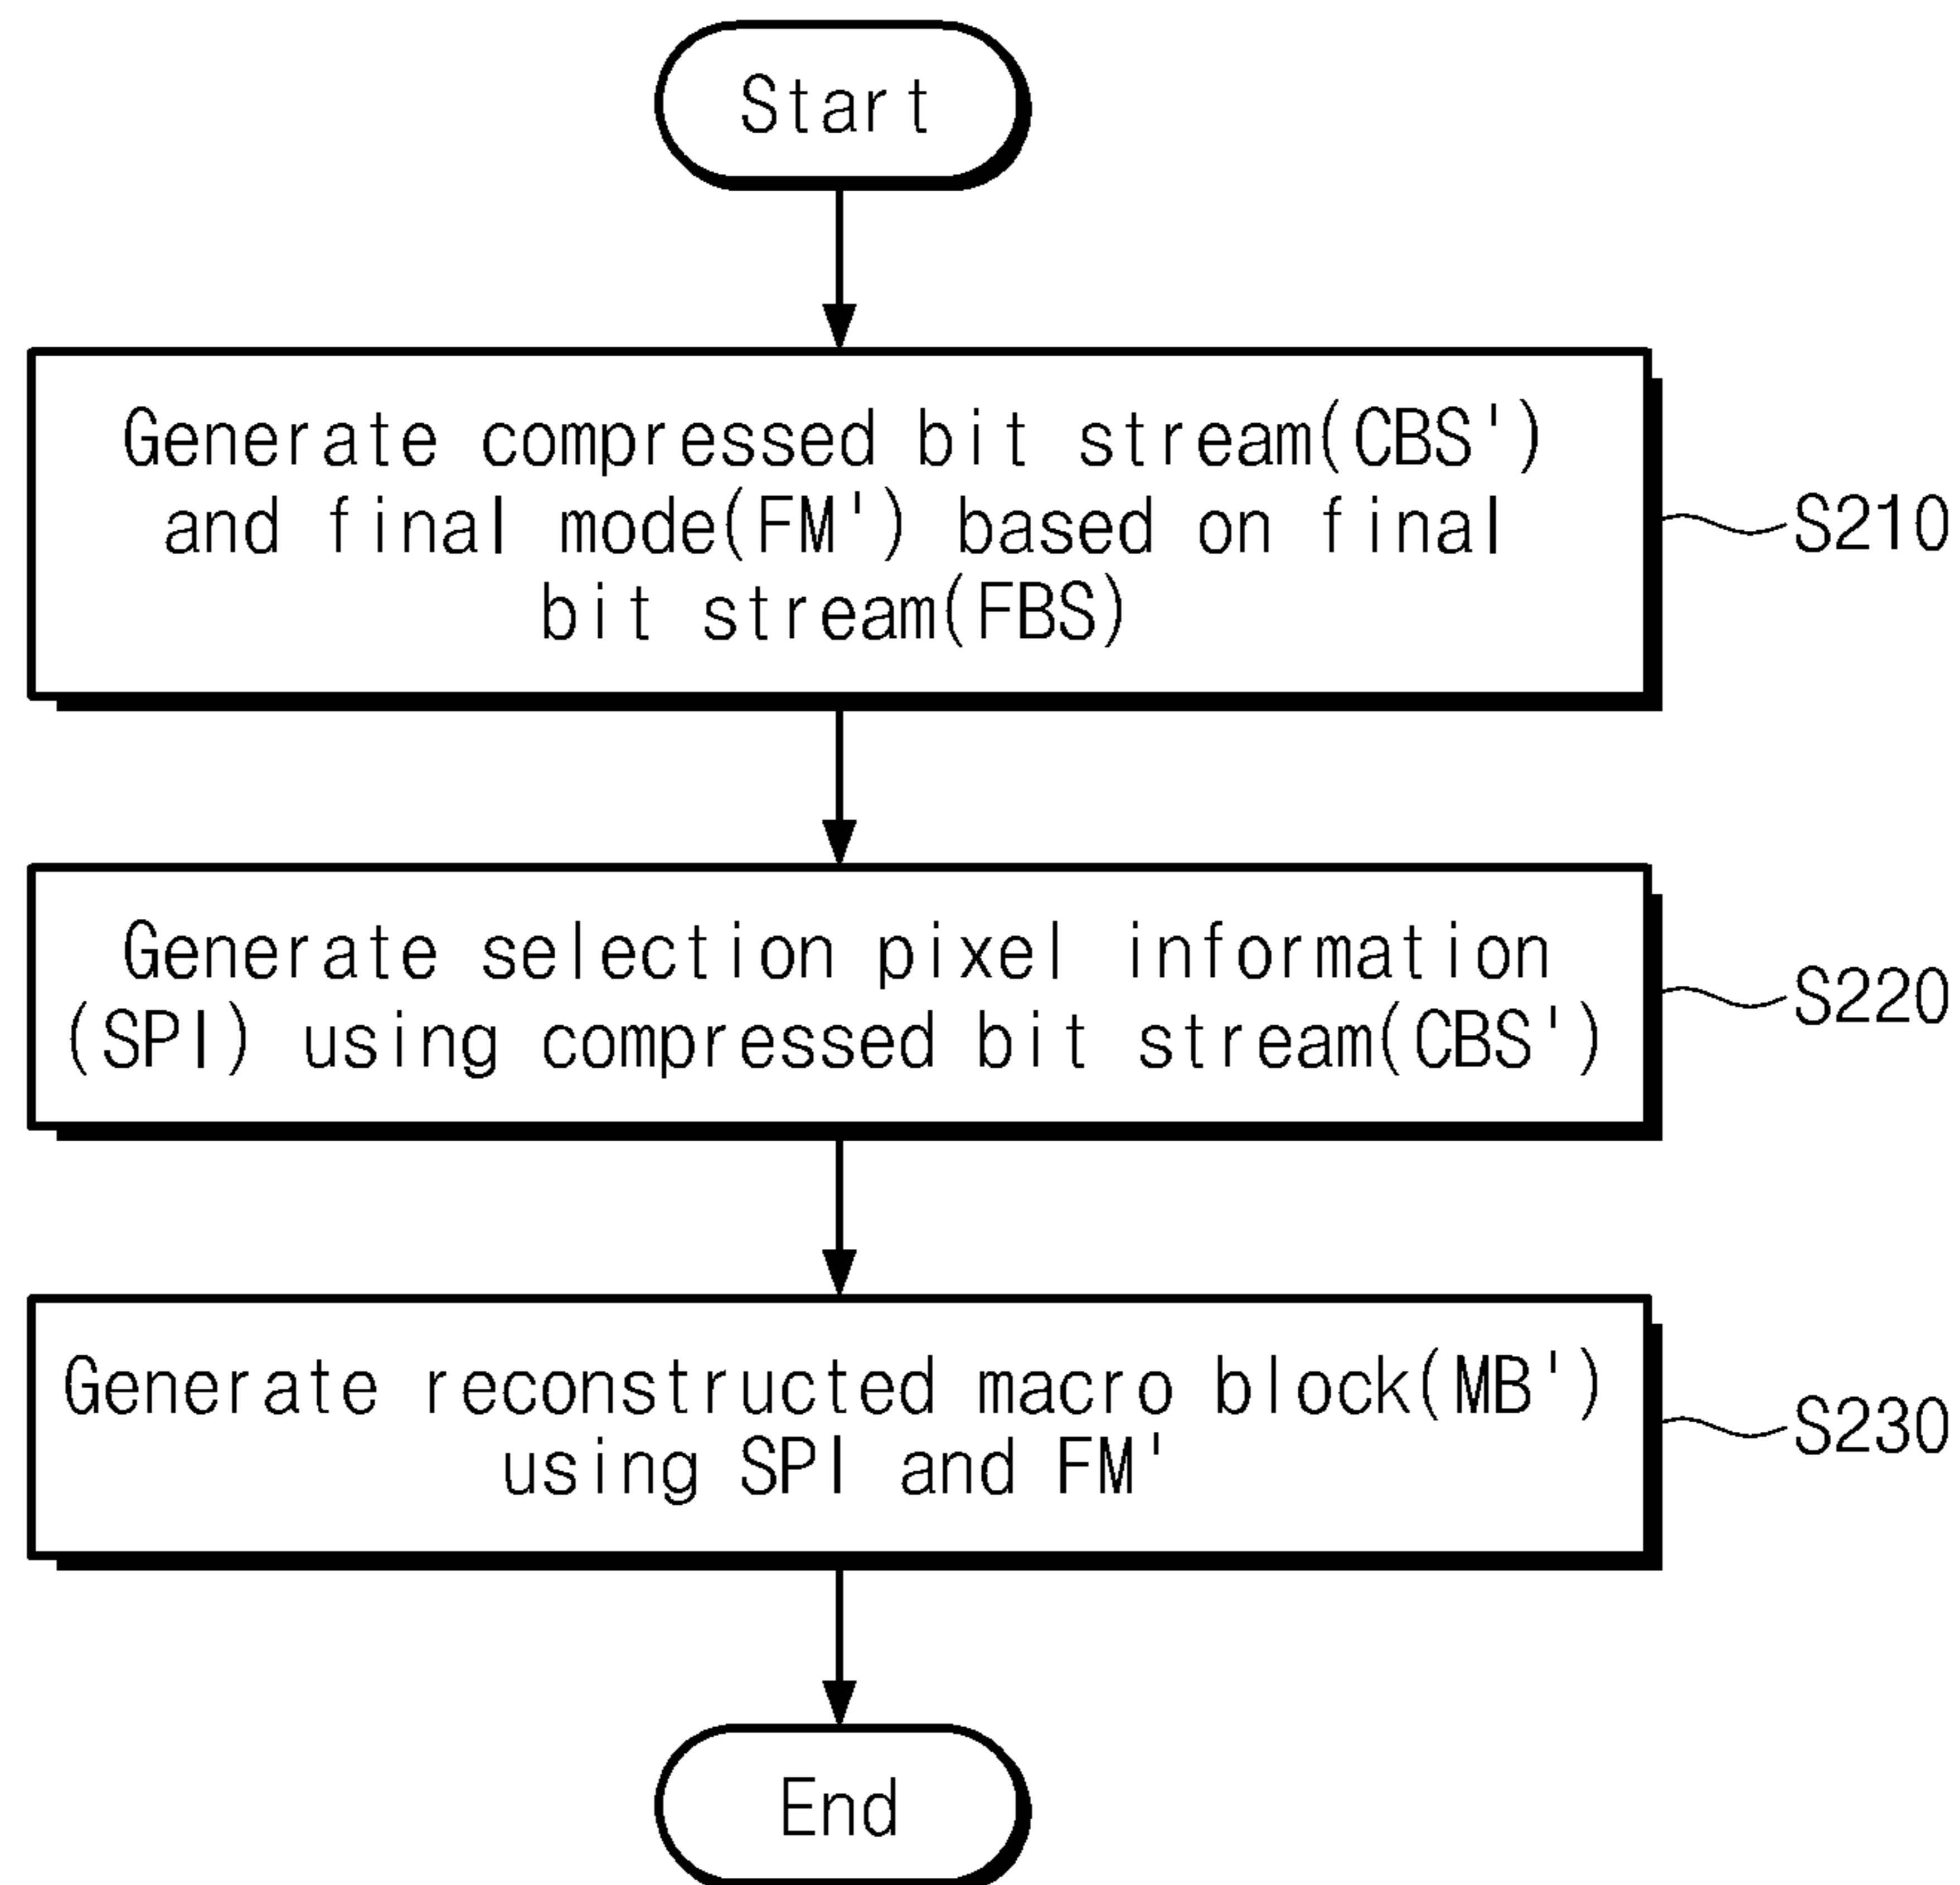 Start
Generate compressed bit stream(CBS')
and final mode(FM') based on final
bit stream(FBS)
S210
Generate selection pixel information
(SPI) using compressed bit stream(CBS')
S220
Generate reconstructed macro block(MB')
using SPI and FM'
S230
End